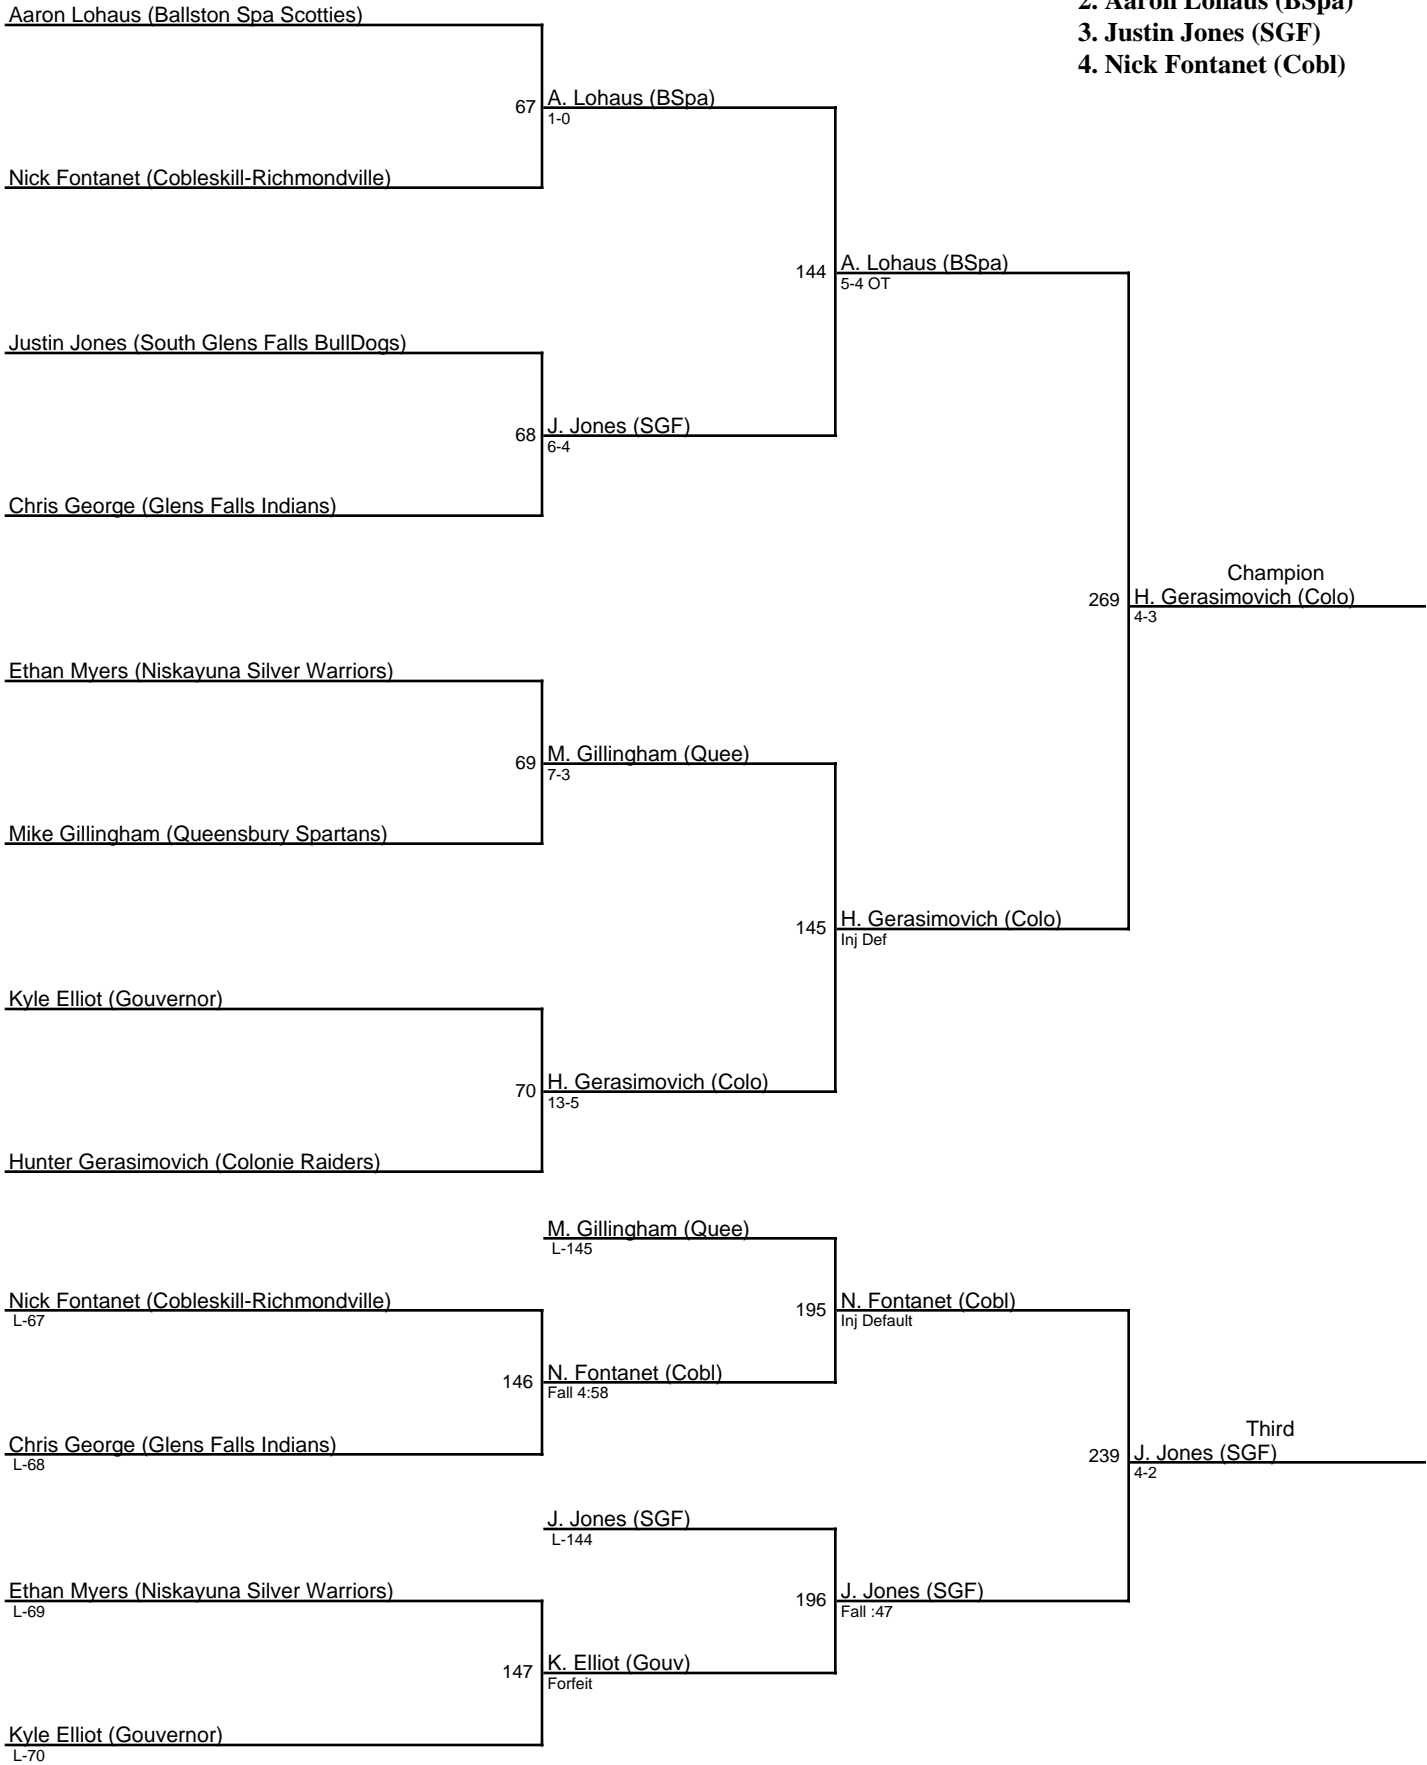 2. Aaron Lohaus (BSpa)
3. Justin Jones (SGF)
4. Nick Fontanet (Cobl)
Aaron Lohaus (Ballston Spa Scotties)
67
A. Lohaus (BSpa)
1-0
Nick Fontanet (Cobleskill-Richmondville)
144
A. Lohaus (BSpa)
5-4 OT
Justin Jones (South Glens Falls BullDogs)
68
J. Jones (SGF)
6-4
Chris George (Glens Falls Indians)
Champion
269
H. Gerasimovich (Colo)
4-3
Ethan Myers (Niskayuna Silver Warriors)
69
M. Gillingham (Quee)
7-3
Mike Gillingham (Queensbury Spartans)
145
H. Gerasimovich (Colo)
Inj Def
Kyle Elliot (Gouvernor)
70
H. Gerasimovich (Colo)
13-5
Hunter Gerasimovich (Colonie Raiders)
M. Gillingham (Quee)
L-145
Nick Fontanet (Cobleskill-Richmondville)
L-67
195
N. Fontanet (Cobl)
Inj Default
146
N. Fontanet (Cobl)
Fall 4:58
Chris George (Glens Falls Indians)
L-68
Third
239
J. Jones (SGF)
4-2
J. Jones (SGF)
L-144
Ethan Myers (Niskayuna Silver Warriors)
L-69
196
J. Jones (SGF)
Fall :47
147
K. Elliot (Gouv)
Forfeit
Kyle Elliot (Gouvernor)
L-70